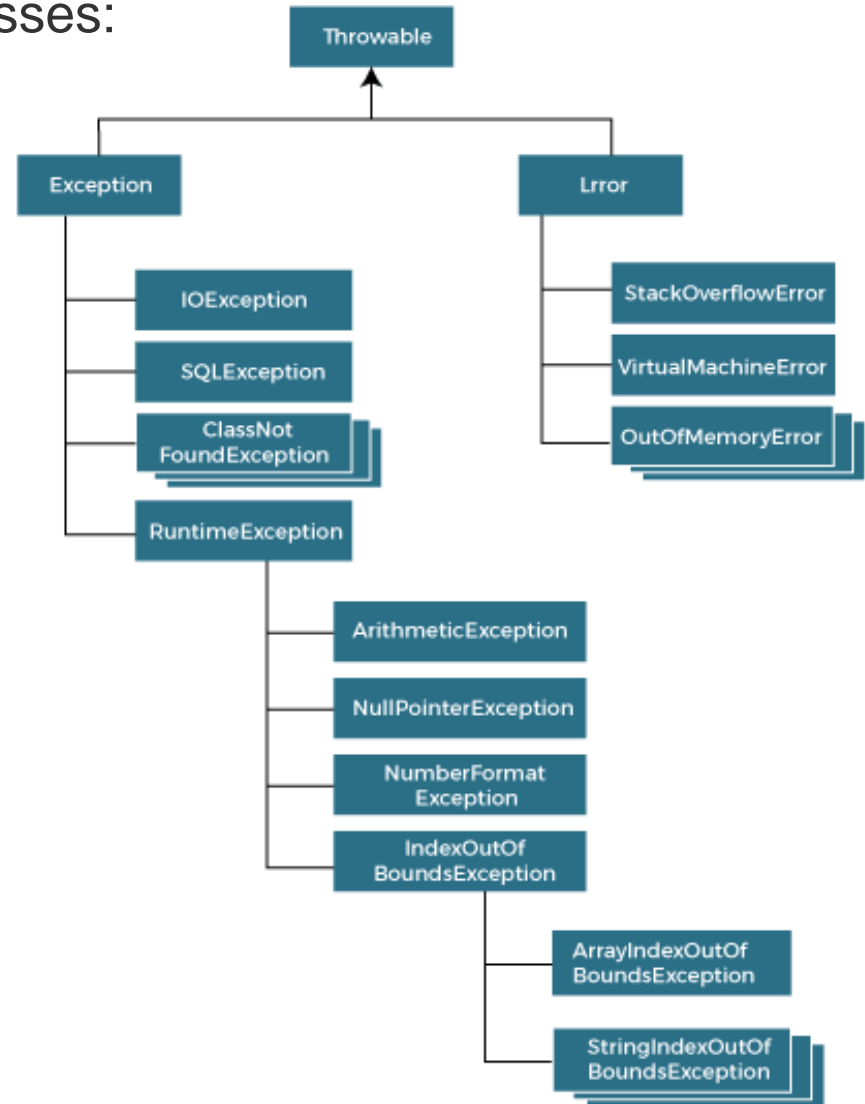 sses:
Throwable
Exception
Lrror
IOException
SQLException
ClassNot
FoundException
RuntimeException
StackOverflowError
VirtualMachineError
OutOfMemoryError
ArithmeticException
NullPointerException
NumberFormat
Exception
IndexOutOf
BoundsException
ArrayIndexOutOf
BoundsException
StringIndexOutOf
BoundsException